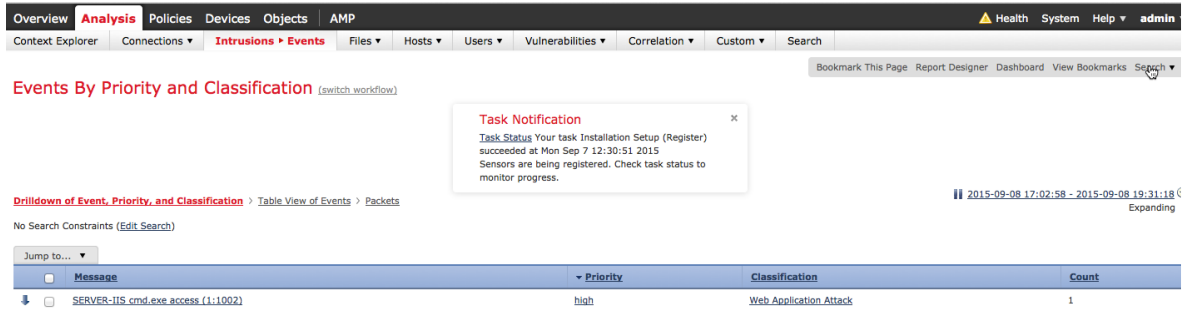 Overview Analysis Policies Devices Objects AMP Health System Help ▼ admin
Context Explorer Connections ▼ Intrusions ▸ Events Files ▼ Hosts ▼ Users ▼ Vulnerabilities ▼ Correlation ▼ Custom ▼ Search
Bookmark This Page Report Designer Dashboard View Bookmarks Search ▼
Events By Priority and Classification (switch workflow)
Task Notification ×
Task Status Your task Installation Setup (Register)
succeeded at Mon Sep 7 12:30:51 2015
Sensors are being registered. Check task status to
monitor progress.
2015-09-08 17:02:58 - 2015-09-08 19:31:18
Expanding
Drilldown of Event, Priority, and Classification > Table View of Events > Packets
No Search Constraints (Edit Search)
Jump to... ▼
Message Priority Classification Count
SERVER-IIS cmd.exe access (1:1002) high Web Application Attack 1